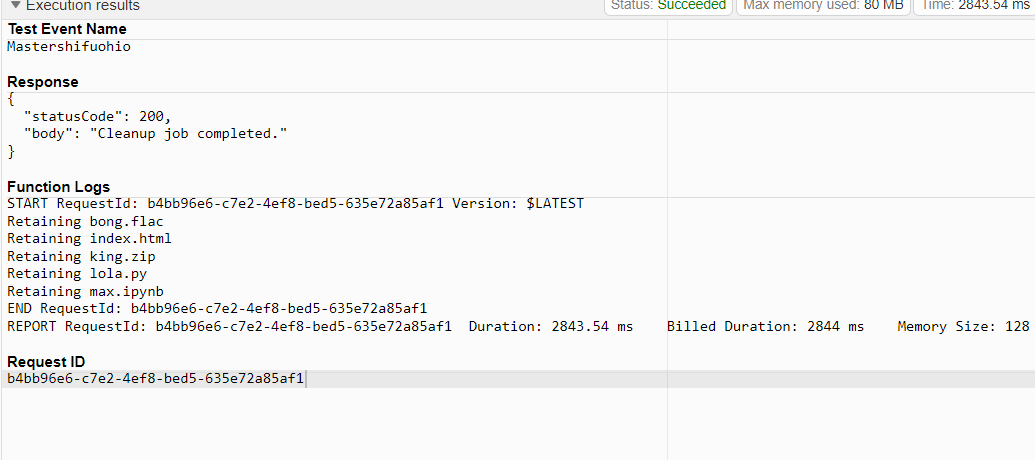 Execution results
Status: Succeeded
Max memory used: 80 MB
Time: 2843.54 ms
Test Event Name
Mastershifuohio
Response
{
"statusCode": 200,
"body": "Cleanup job completed."
}
Function Logs
START RequestId: b4bb96e6-c7e2-4ef8-bed5-635e72a85af1 Version: $LATEST
Retaining bong.flac
Retaining index.html
Retaining king.zip
Retaining lola.py
Retaining max.ipynb
END RequestId: b4bb96e6-c7e2-4ef8-bed5-635e72a85af1
REPORT RequestId: b4bb96e6-c7e2-4ef8-bed5-635e72a85af1 Duration: 2843.54 ms Billed Duration: 2844 ms Memory Size: 128
Request ID
b4bb96e6-c7e2-4ef8-bed5-635e72a85af1